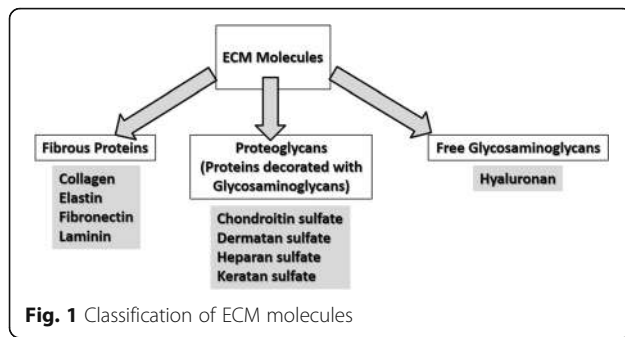 ECM Molecules
Fibrous Proteins
Collagen
Elastin
Fibronectin
Laminin
Proteoglycans
(Proteins decorated with
Glycosaminoglycans)
Chondroitin sulfate
Dermatan sulfate
Heparan sulfate
Keratan sulfate
Free Glycosaminoglycans
Hyaluronan
Fig. 1 Classification of ECM molecules